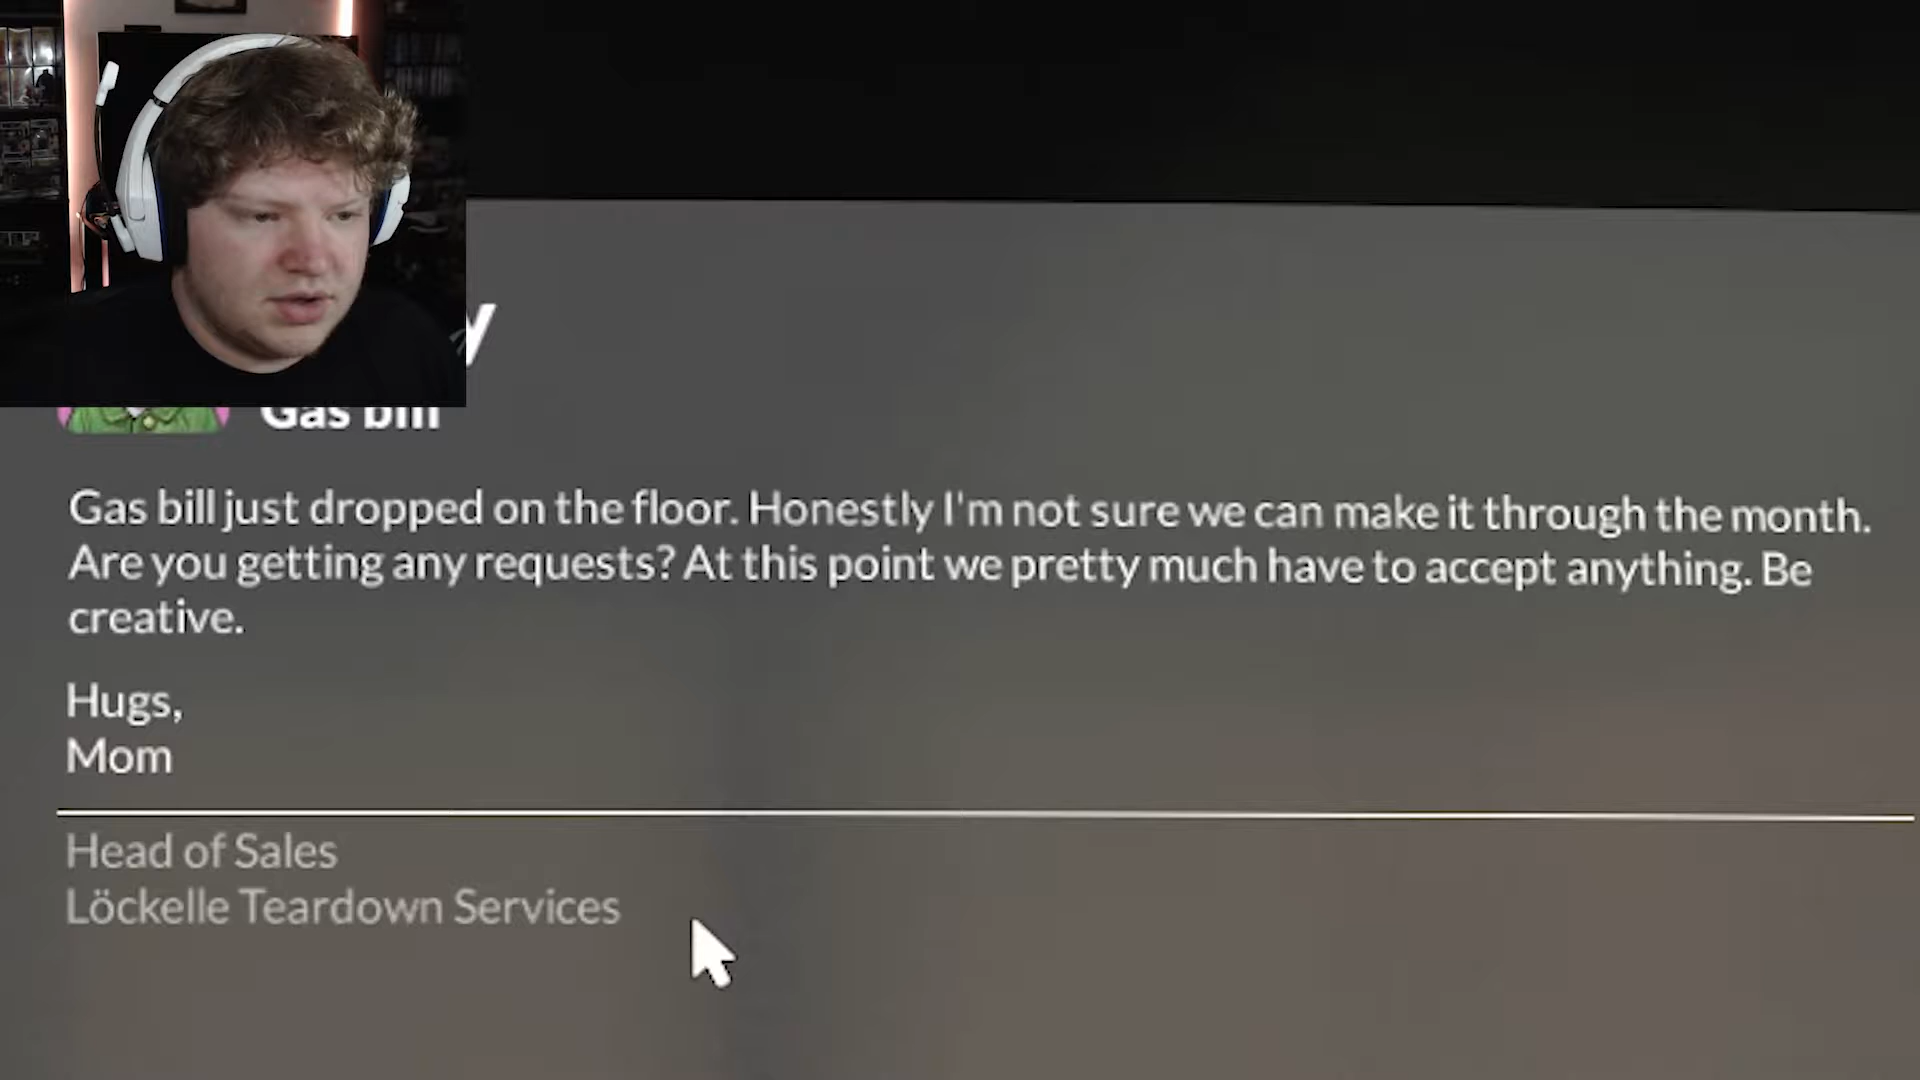 y
Gas bill
Gas bill just dropped on the floor. Honestly I'm not sure we can make it through the month.
Are you getting any requests? At this point we pretty much have to accept anything. Be
creative.
Hugs,
Mom
Head of Sales
Löckelle Teardown Services